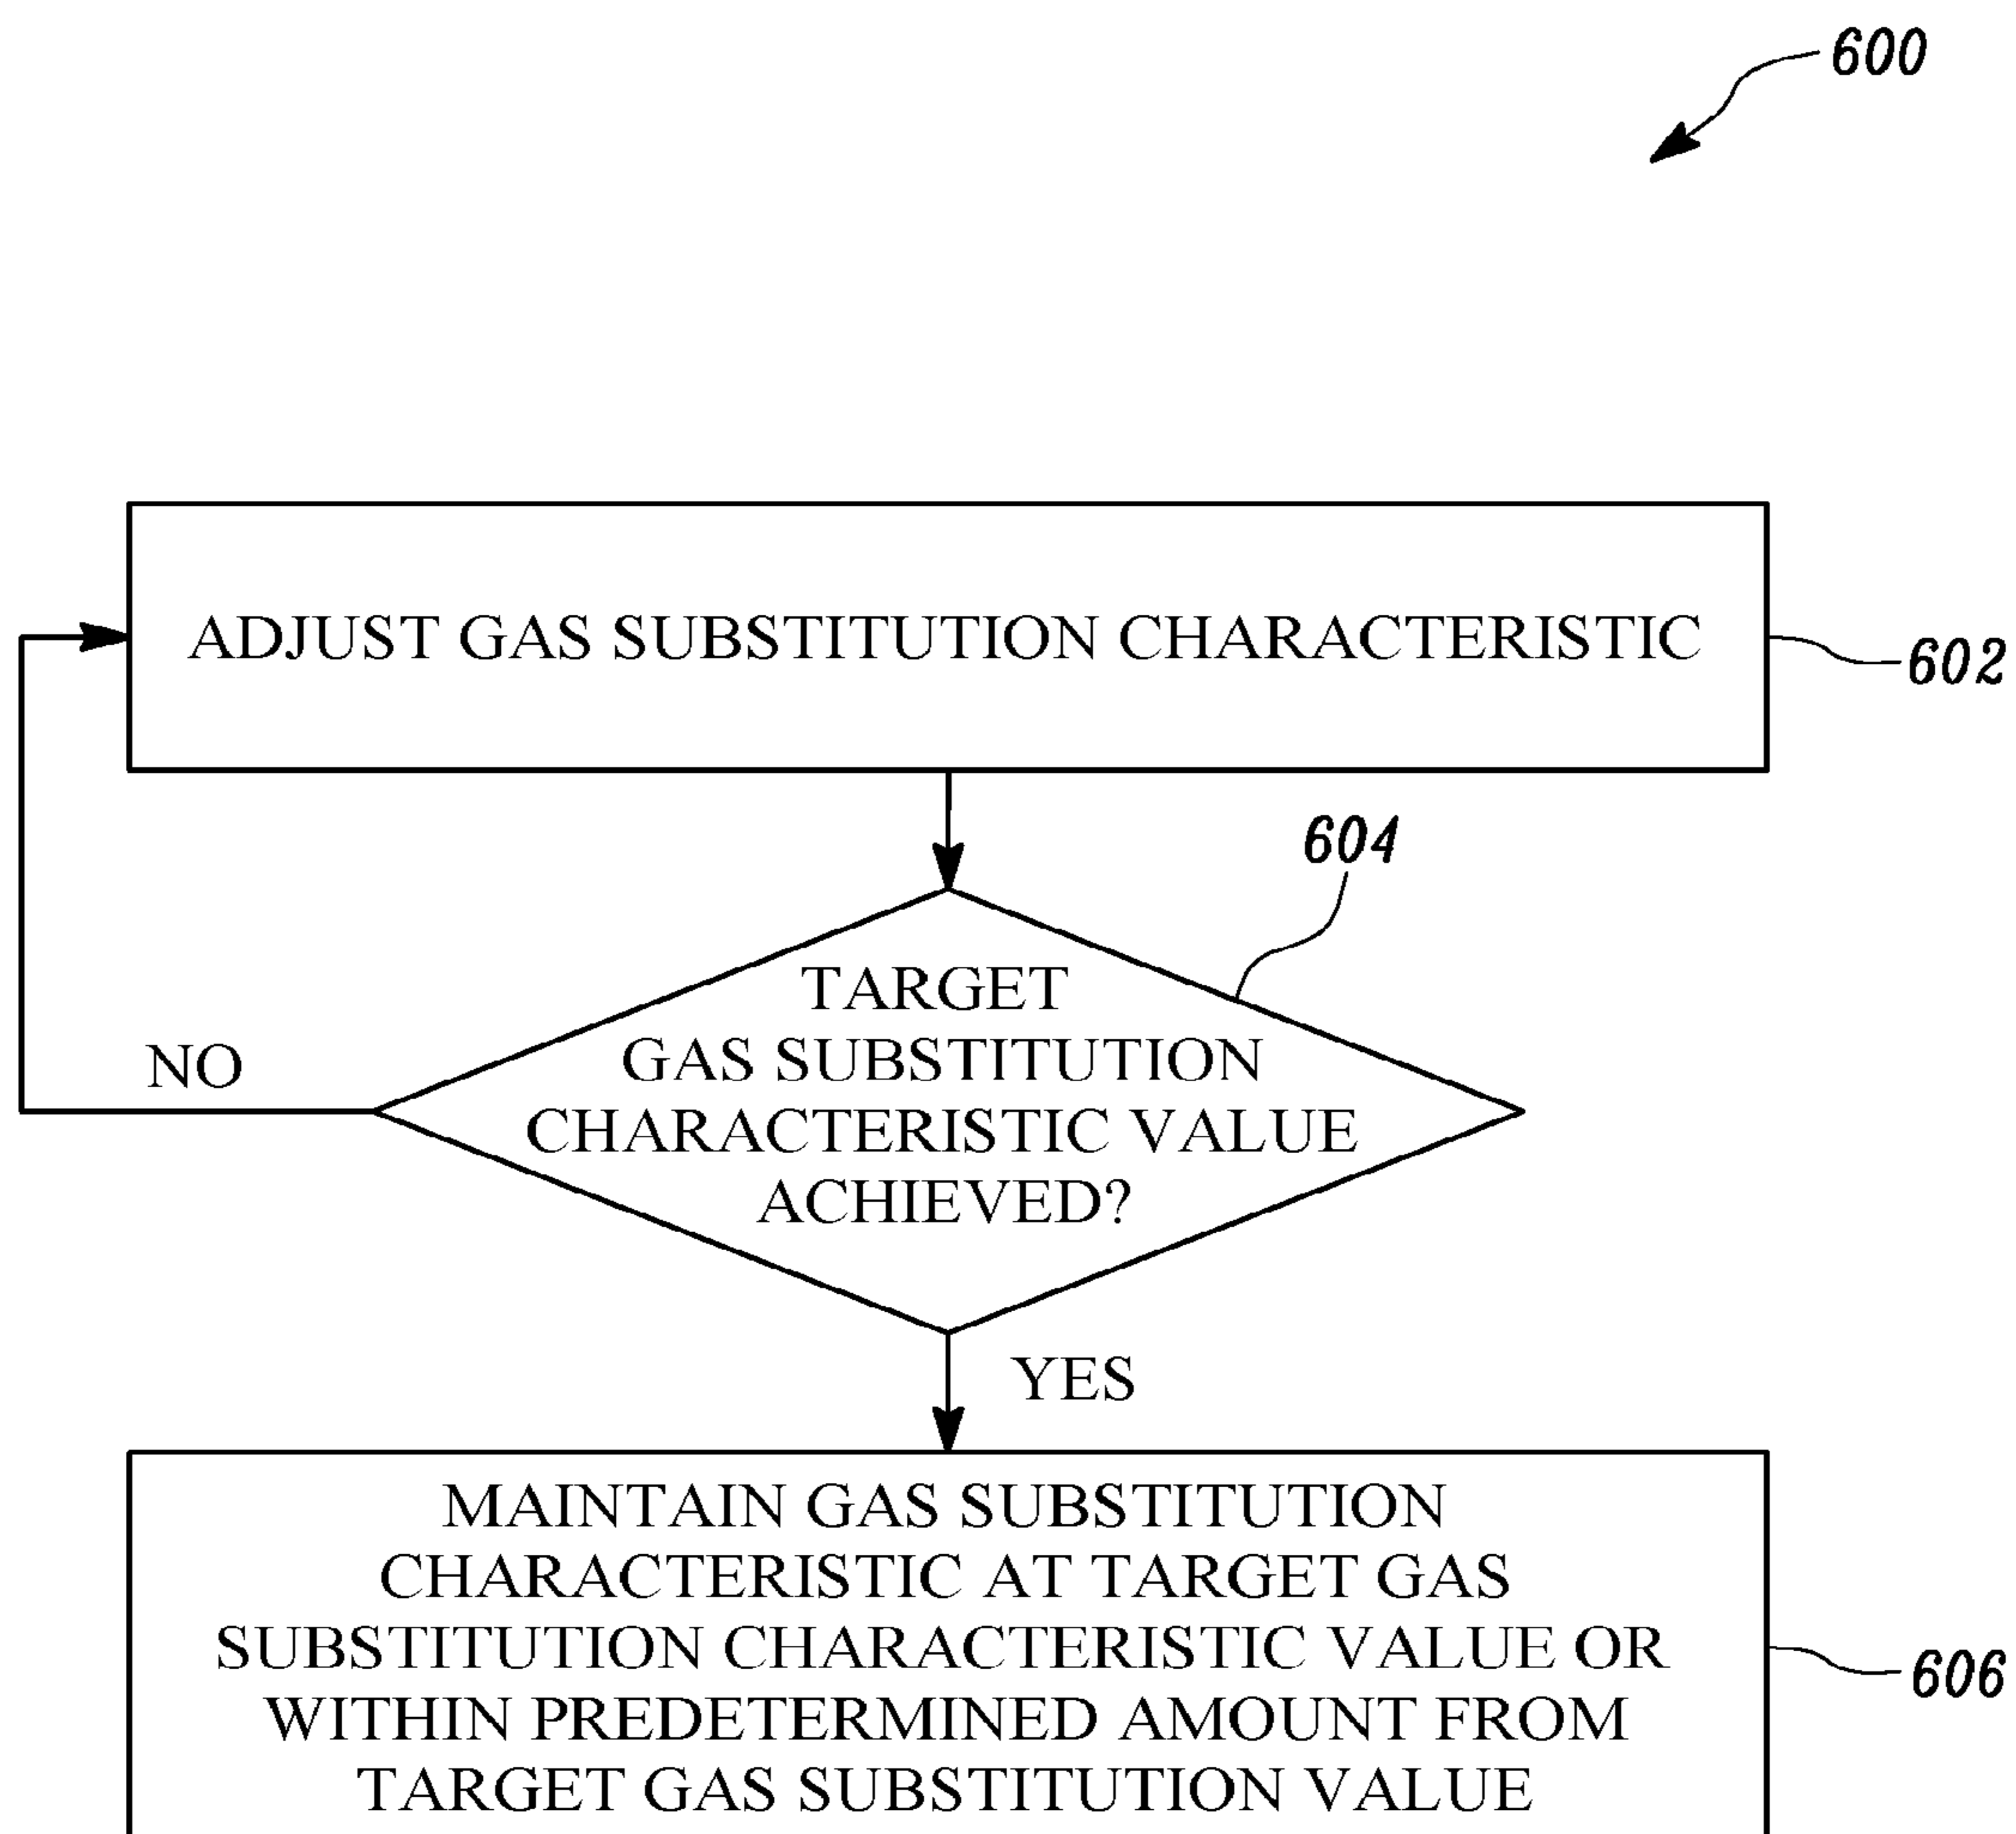 600
ADJUST GAS SUBSTITUTION CHARACTERISTIC
602
604
TARGET
GAS SUBSTITUTION
CHARACTERISTIC VALUE
ACHIEVED?
NO
YES
MAINTAIN GAS SUBSTITUTION
CHARACTERISTIC AT TARGET GAS
SUBSTITUTION CHARACTERISTIC VALUE OR
WITHIN PREDETERMINED AMOUNT FROM
TARGET GAS SUBSTITUTION VALUE
606